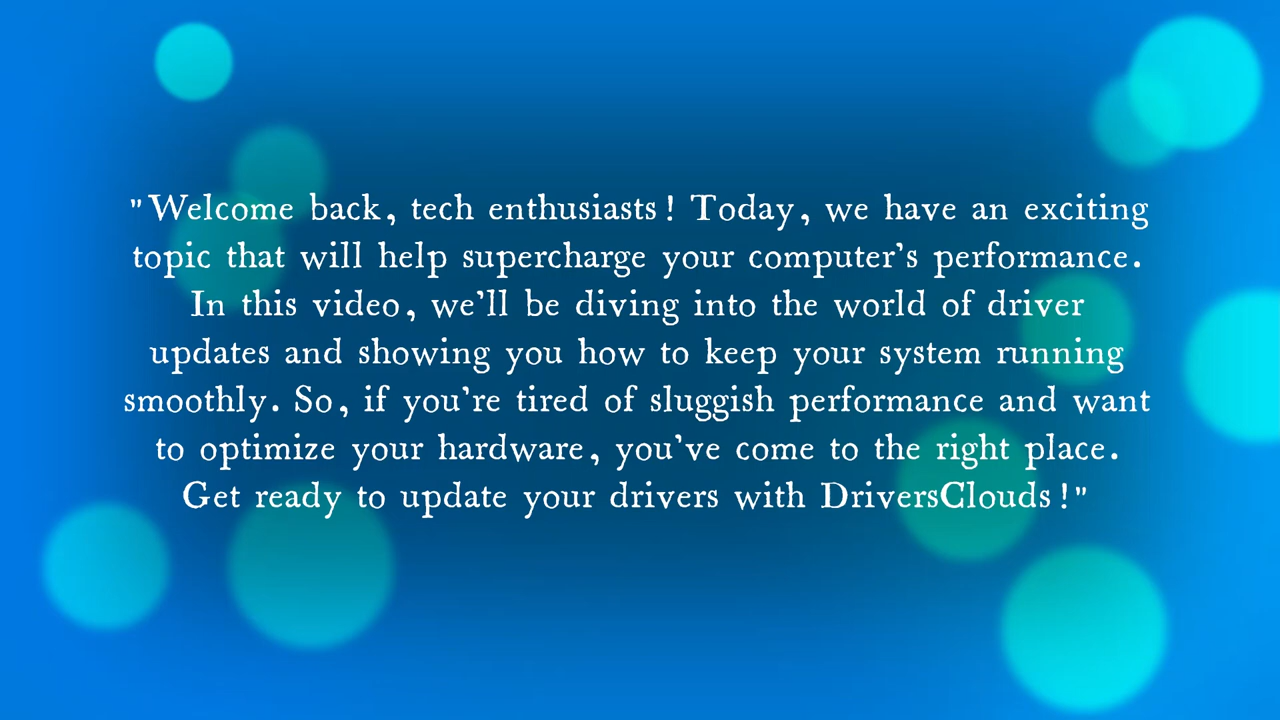 "Welcome back, tech enthusiasts! Today, we have an exciting
topic that will help supercharge your computer's performance.
In this video, we'll be diving into the world of driver
updates and showing you how to keep your system running
smoothly. So, if you're tired of sluggish performance and want
to optimize your hardware, you've come to the right place.
Get ready to update your drivers with DriversClouds!"